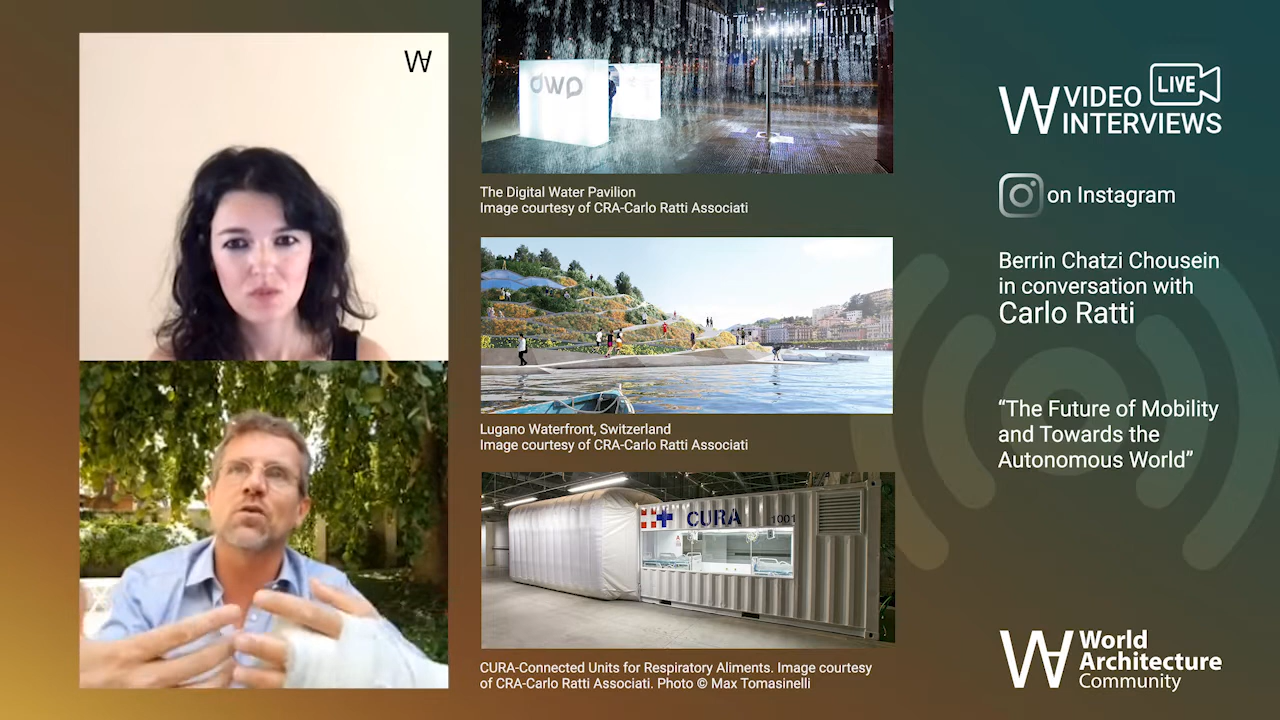 WA
dwp
The Digital Water Pavilion
Image courtesy of CRA-Carlo Ratti Associati
Lugano Waterfront, Switzerland
Image courtesy of CRA-Carlo Ratti Associati
CURA 1001
CURA-Connected Units for Respiratory Aliments. Image courtesy
of CRA-Carlo Ratti Associati. Photo © Max Tomasinelli
LIVE
WA VIDEO
INTERVIEWS
on Instagram
Berrin Chatzi Chousein
in conversation with
Carlo Ratti
“The Future of Mobility
and Towards the
Autonomous World”
WA World
Architecture
Community